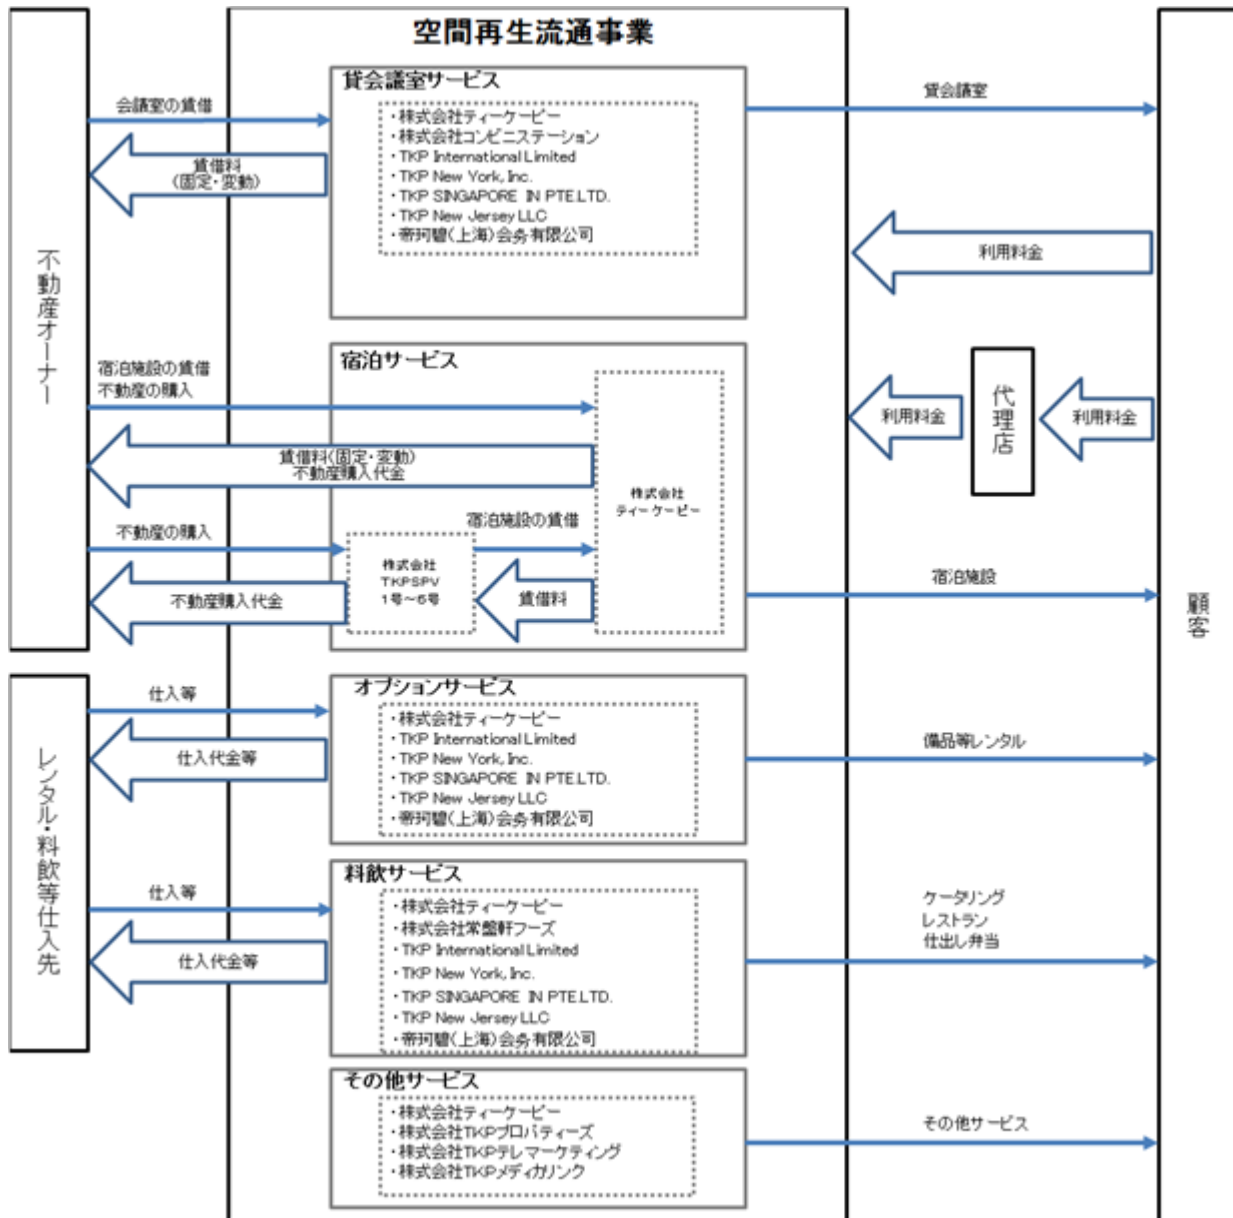 空間再生流通事業
不動産オーナー
会議室の賃借
賃借料
(固定・変動)
貸会議室サービス
・株式会社ティーケーピー
・株式会社コンビニステーション
・TKP International Limited
・TKP New York, Inc.
・TKP SINGAPORE IN PTE.LTD.
・TKP New Jersey LLC
・帝珂碧(上海)会务有限公司
貸会議室
利用料金
宿泊施設の賃借
不動産の購入
賃借料(固定・変動)
不動産購入代金
不動産の購入
不動産購入代金
宿泊サービス
株式会社
ティーケーピー
宿泊施設の賃借
株式会社
TKPSPV
1号～6号
賃借料
利用料金
代理店
利用料金
宿泊施設
顧客
レンタル・料飲等仕入先
仕入等
仕入代金等
オプションサービス
・株式会社ティーケーピー
・TKP International Limited
・TKP New York, Inc.
・TKP SINGAPORE IN PTE.LTD.
・TKP New Jersey LLC
・帝珂碧(上海)会务有限公司
備品等レンタル
仕入等
仕入代金等
料飲サービス
・株式会社ティーケーピー
・株式会社常盤軒フーズ
・TKP International Limited
・TKP New York, Inc.
・TKP SINGAPORE IN PTE.LTD.
・TKP New Jersey LLC
・帝珂碧(上海)会务有限公司
ケータリング
レストラン
仕出し弁当
その他サービス
・株式会社ティーケーピー
・株式会社TKPプロパティーズ
・株式会社TKPテレマーケティング
・株式会社TKPメディカリンク
その他サービス